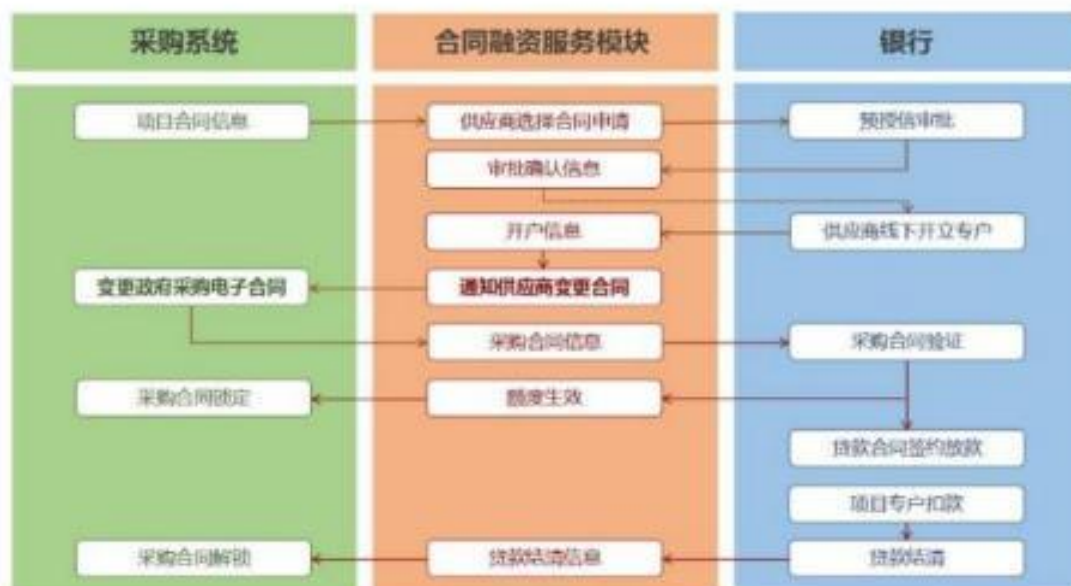 采购系统
合同融资服务模块
银行
项目合同信息
供应商选择合同申请
预授信审批
审批确认信息
开户信息
供应商线下开立专户
变更政府采购电子合同
通知供应商变更合同
采购合同信息
采购合同验证
采购合同锁定
额度生效
贷款合同签约放款
项目专户扣款
采购合同解锁
贷款结清信息
贷款结清